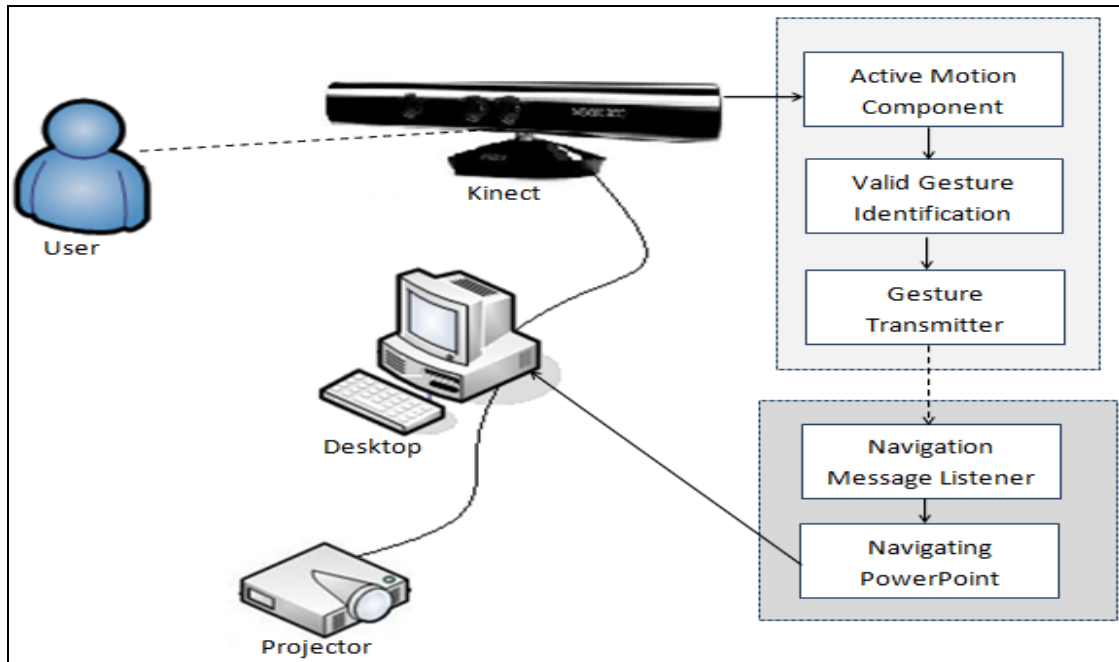 Active Motion
Component
Valid Gesture
Identification
Gesture
Transmitter
Navigation
Message Listener
Navigating
PowerPoint
User
Kinect
Desktop
Projector